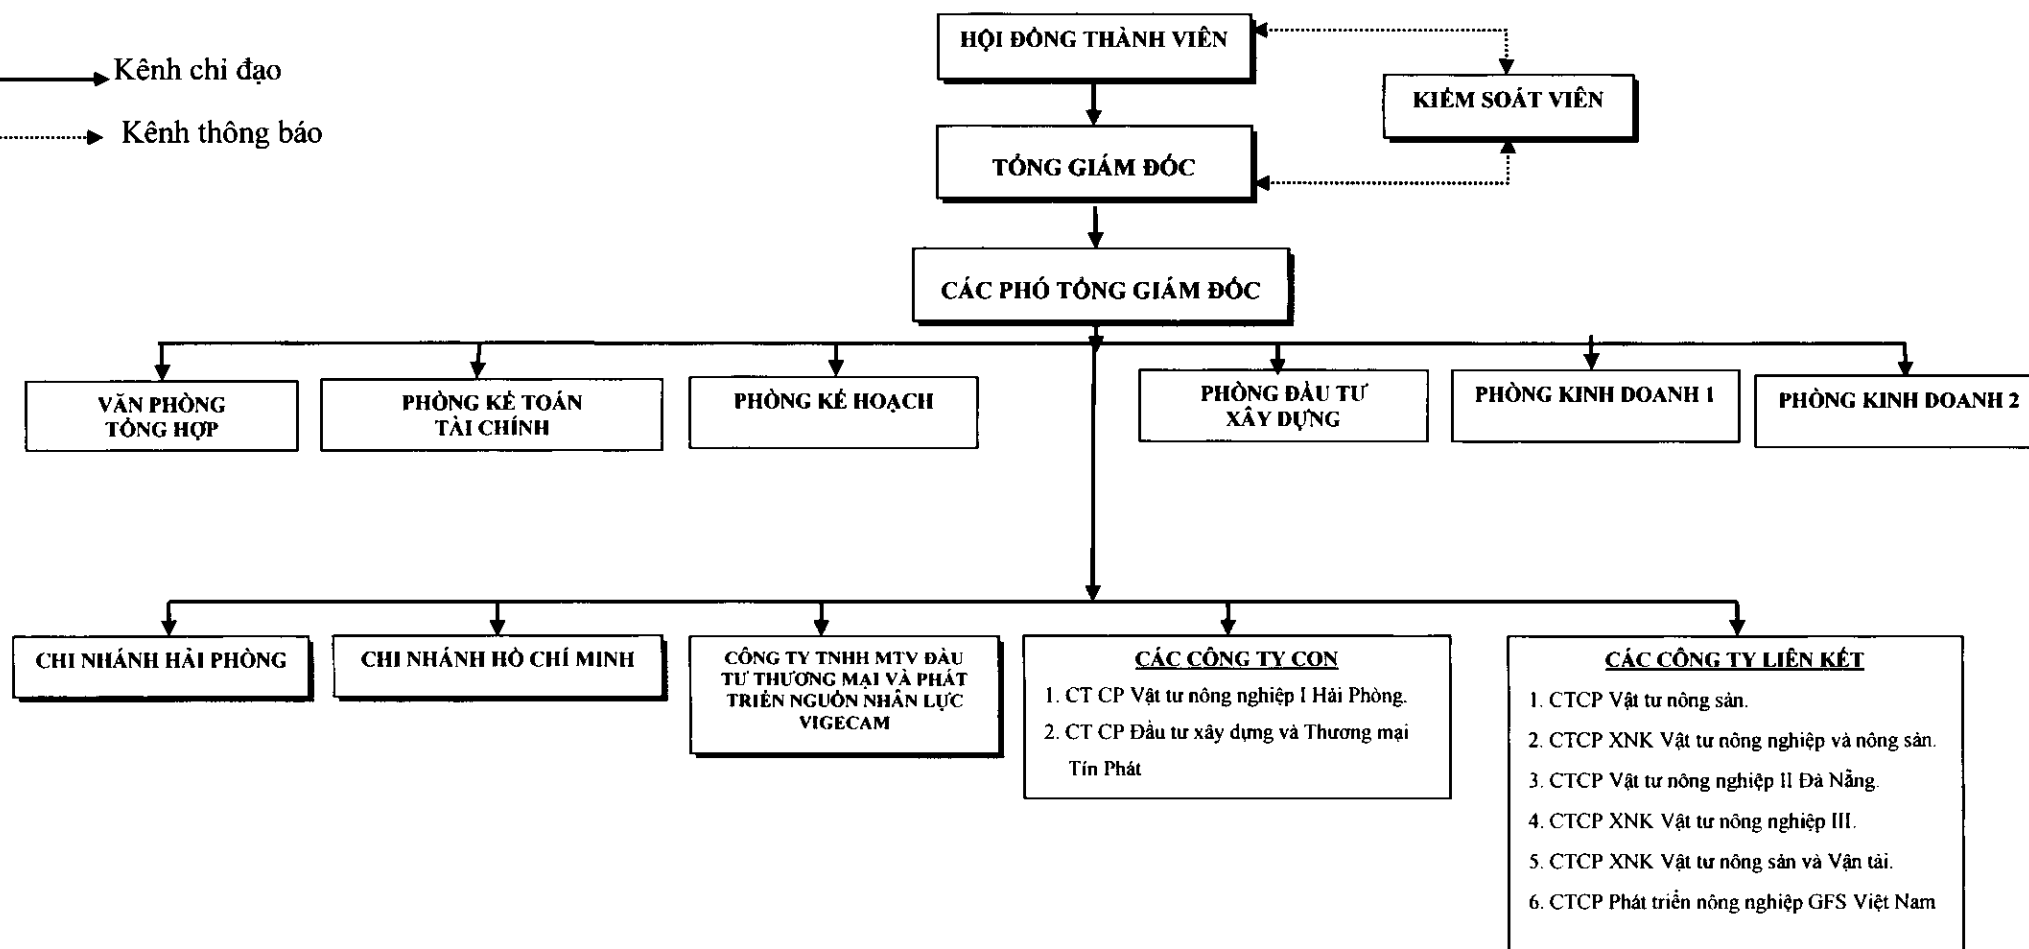 HỘI ĐỒNG THÀNH VIÊN
Kênh chỉ đạo
KIỂM SOÁT VIÊN
Kênh thông báo
TỔNG GIÁM ĐỐC
CÁC PHÓ TỔNG GIÁM ĐỐC
VĂN PHÒNG
TỔNG HỢP
PHÒNG KẾ TOÁN
TÀI CHÍNH
PHÒNG KẾ HOẠCH
PHÒNG ĐẦU TƯ
XÂY DỰNG
PHÒNG KINH DOANH 1
PHÒNG KINH DOANH 2
CHI NHÁNH HẢI PHÒNG
CHI NHÁNH HỒ CHÍ MINH
CÔNG TY TNHH MTV ĐẦU
TƯ THƯƠNG MẠI VÀ PHÁT
TRIỂN NGUỒN NHÂN LỰC
VIGECAM
CÁC CÔNG TY CON
1. CT CP Vật tư nông nghiệp I Hải Phòng.
2. CT CP Đầu tư xây dựng và Thương mại
Tín Phát
CÁC CÔNG TY LIÊN KẾT
1. CTCP Vật tư nông sản.
2. CTCP XNK Vật tư nông nghiệp và nông sản.
3. CTCP Vật tư nông nghiệp II Đà Nẵng.
4. CTCP XNK Vật tư nông nghiệp III.
5. CTCP XNK Vật tư nông sản và Vận tải.
6. CTCP Phát triển nông nghiệp GFS Việt Nam